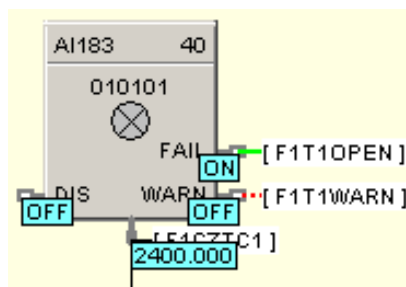 AI183 40
010101
FAIL
ON
[ F1T1OPEN ]
DIS WARN
OFF OFF
[ F1T1WARN ]
2400.000